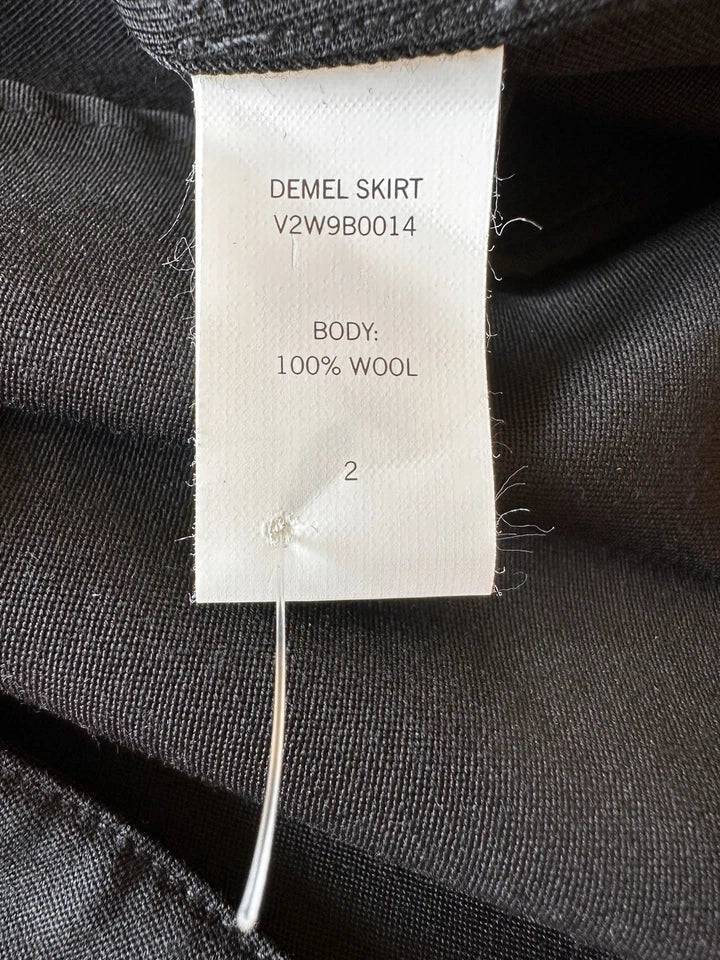 DEMEL SKIRT
V2W9B0014
BODY:
100% WOOL
2